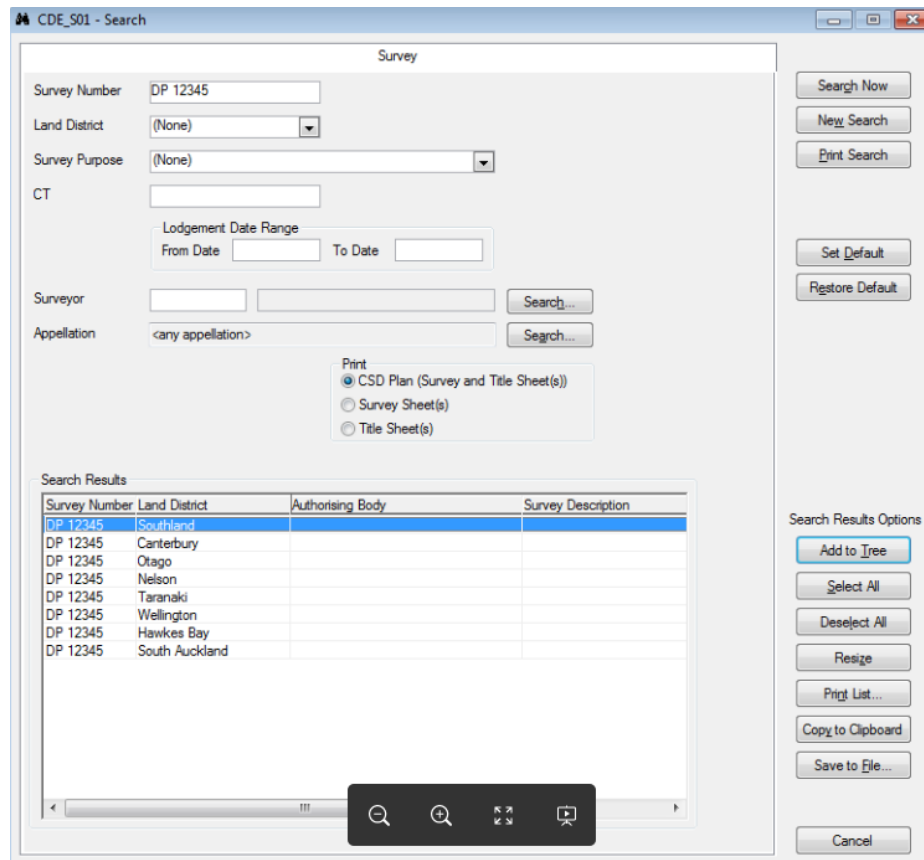 CDE_S01 - Search
Survey
Survey Number DP 12345
Search Now
Land District (None)
New Search
Survey Purpose (None)
Print Search
CT
Lodgement Date Range
From Date To Date
Set Default
Restore Default
Surveyor Search...
Appellation <any appellation> Search...
Print
CSD Plan (Survey and Title Sheet(s))
Survey Sheet(s)
Title Sheet(s)
Search Results
Survey Number Land District Authorising Body Survey Description
DP 12345 Southland
DP 12345 Canterbury
DP 12345 Otago
DP 12345 Nelson
DP 12345 Taranaki
DP 12345 Wellington
DP 12345 Hawkes Bay
DP 12345 South Auckland
Search Results Options
Add to Tree
Select All
Deselect All
Resize
Print List...
Copy to Clipboard
Save to File...
Cancel